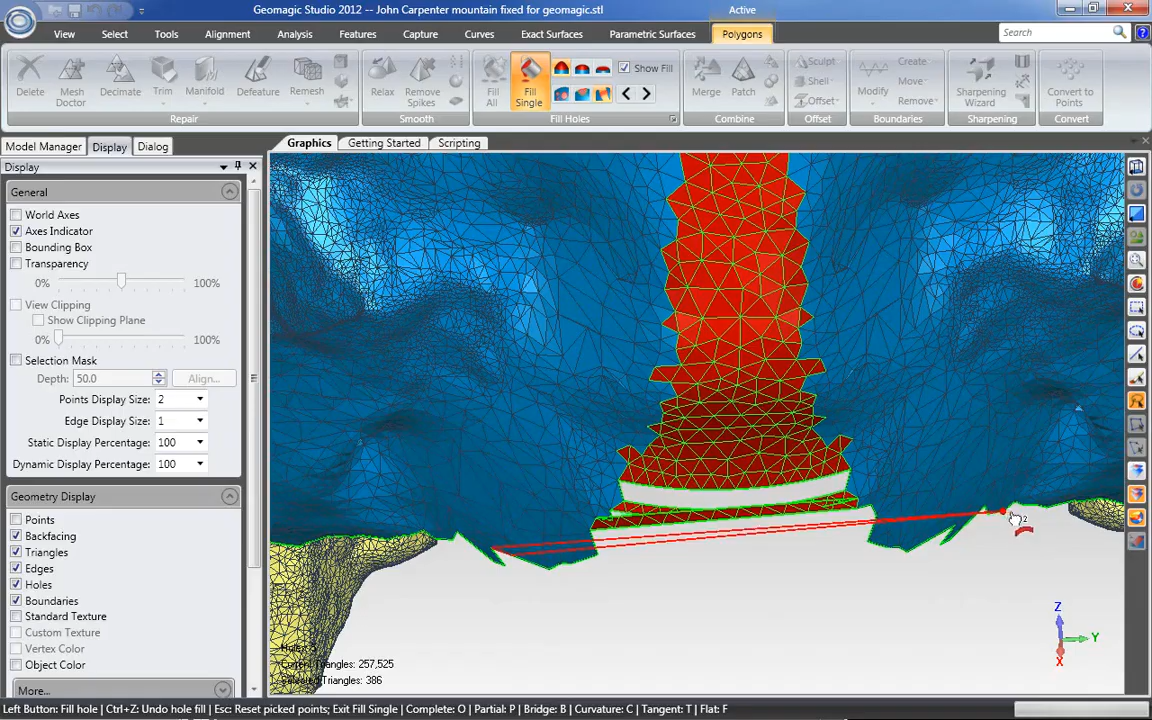 Geomagic Studio 2012 -- John Carpenter mountain fixed for geomagic.stl
Active
View Select Tools Alignment Analysis Features Capture Curves Exact Surfaces Parametric Surfaces Polygons
Search
Delete Mesh Doctor Decimate Trim Manifold Defeature Remesh
Repair
Relax Remove Spikes
Smooth
Fill All Fill Single Show Fill
Fill Holes
Merge Patch
Combine
Sculpt
Shell
Offset
Offset
Modify Create Move Remove
Boundaries
Sharpening Wizard
Sharpening
Convert to Points
Convert
Model Manager Display Dialog
Graphics Getting Started Scripting
Display
General
World Axes
Axes Indicator
Bounding Box
Transparency
0% 100%
View Clipping
Show Clipping Plane
0% 100%
Selection Mask
Depth: 50.0 Align...
Points Display Size: 2
Edge Display Size: 1
Static Display Percentage: 100
Dynamic Display Percentage: 100
Geometry Display
Points
Backfacing
Triangles
Edges
Holes
Boundaries
Standard Texture
Custom Texture
Vertex Color
Object Color
More...
2
Z
Y
X
Triangles: 257,525
Triangles: 386
Left Button: Fill hole | Ctrl+Z: Undo hole fill | Esc: Reset picked points; Exit Fill Single | Complete: O | Partial: P | Bridge: B | Curvature: C | Tangent: T | Flat: F